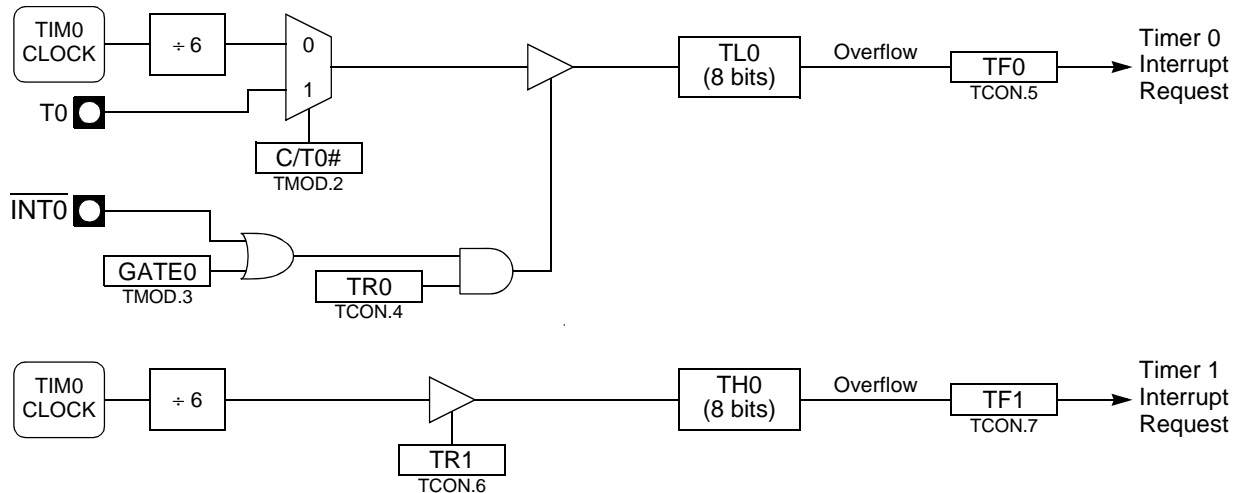 TIM0
CLOCK
÷ 6
0
1
T0
C/T0#
TMOD.2
INT0
GATE0
TMOD.3
TR0
TCON.4
TL0
(8 bits)
Overflow
TF0
TCON.5
Timer 0
Interrupt
Request
TIM0
CLOCK
÷ 6
TR1
TCON.6
TH0
(8 bits)
Overflow
TF1
TCON.7
Timer 1
Interrupt
Request